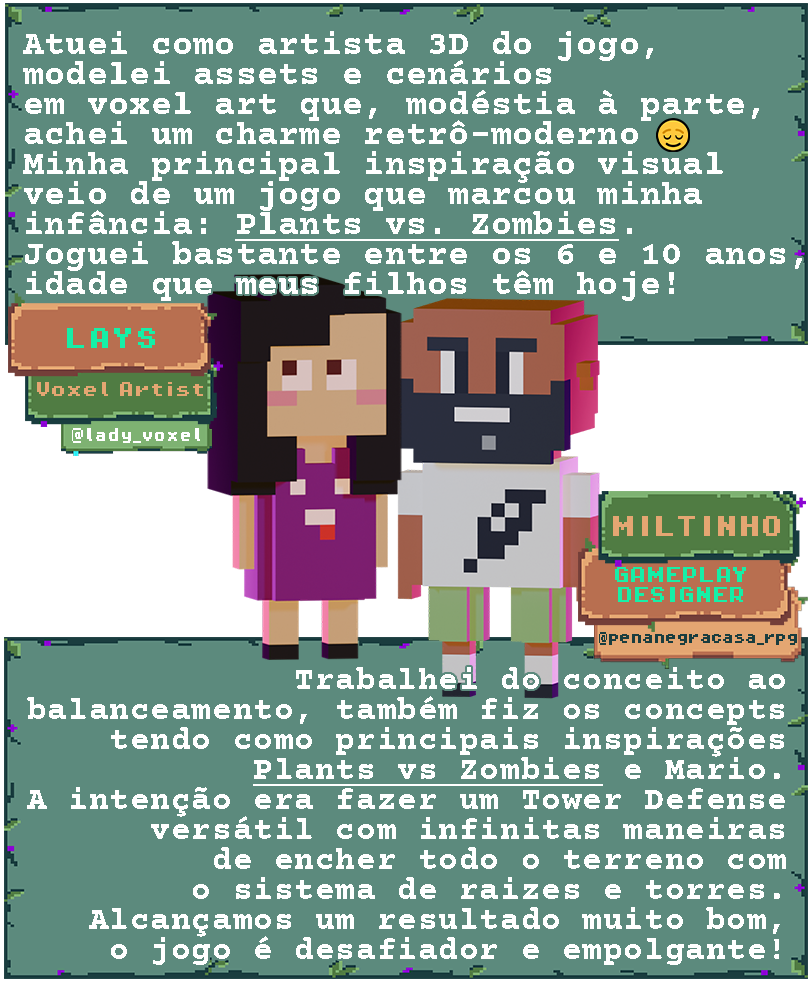 Atuei como artista 3D do jogo,
modelei assets e cenários
em voxel art que, modéstia à parte,
achei um charme retrô-moderno 😌
Minha principal inspiração visual
veio de um jogo que marcou minha
infância: Plants vs. Zombies.
Joguei bastante entre os 6 e 10 anos,
idade que meus filhos têm hoje!
LAYS
Voxel Artist
@lady_voxel
MILTINHO
GAMEPLAY
DESIGNER
@penanegracasa_rpg
Trabalhei do conceito ao
balanceamento, também fiz os concepts
tendo como principais inspirações
Plants vs Zombies e Mario.
A intenção era fazer um Tower Defense
versátil com infinitas maneiras
de encher todo o terreno com
o sistema de raizes e torres.
Alcançamos um resultado muito bom,
o jogo é desafiador e empolgante!